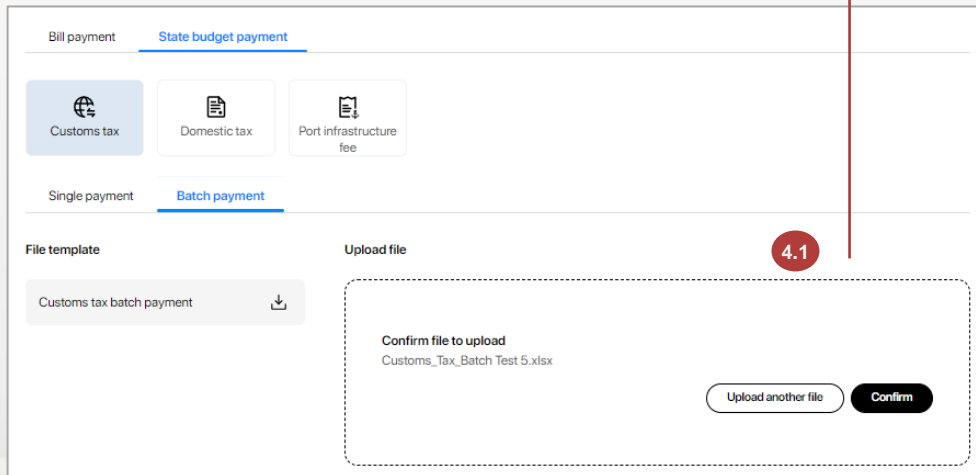 Bill payment State budget payment
Customs tax Domestic tax Port infrastructure
fee
Single payment Batch payment
File template Upload file 4.1
Customs tax batch payment
Confirm file to upload
Customs_Tax_Batch Test 5.xlsx
Upload another file Confirm